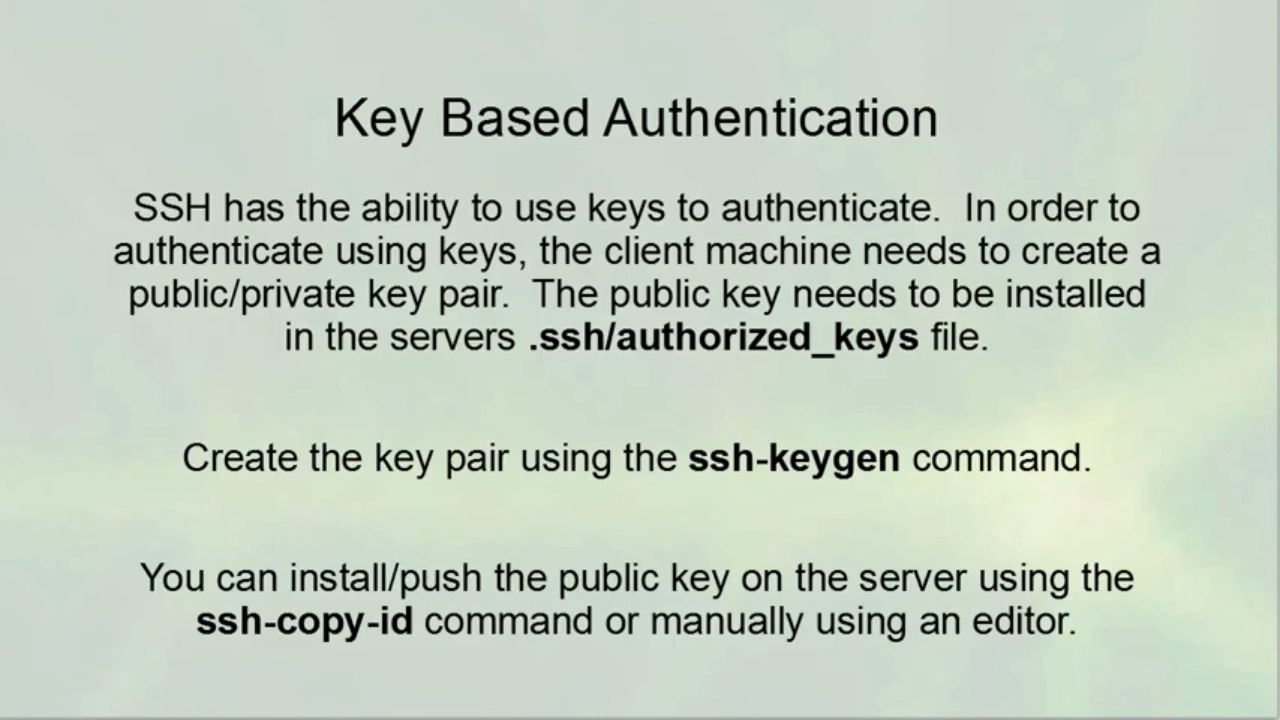 Key Based Authentication
SSH has the ability to use keys to authenticate.  In order to
authenticate using keys, the client machine needs to create a
public/private key pair.  The public key needs to be installed
in the servers .ssh/authorized_keys file.
Create the key pair using the ssh-keygen command.
You can install/push the public key on the server using the
ssh-copy-id command or manually using an editor.